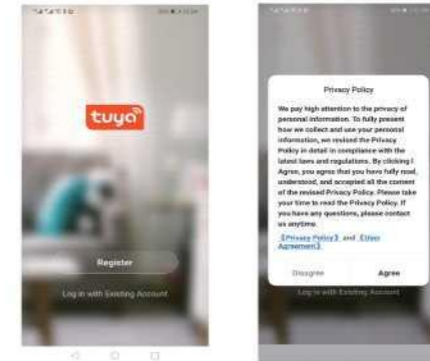 tuya
Register
Log in with Existing Account
Privacy Policy
We pay high attention to the privacy of
personal information. To fully present
how we collect and use your personal
information, we revised the Privacy
Policy in detail in compliance with the
latest laws and regulations. By clicking I
Agree, you agree that you have fully read,
understood, and accepted all the content
of the revised Privacy Policy. Please take
your time to read the Privacy Policy. If
you have any questions, please contact
us anytime.
《Privacy Policy》 and 《User
Agreement》
Disagree
Agree
Log in with Existing Account